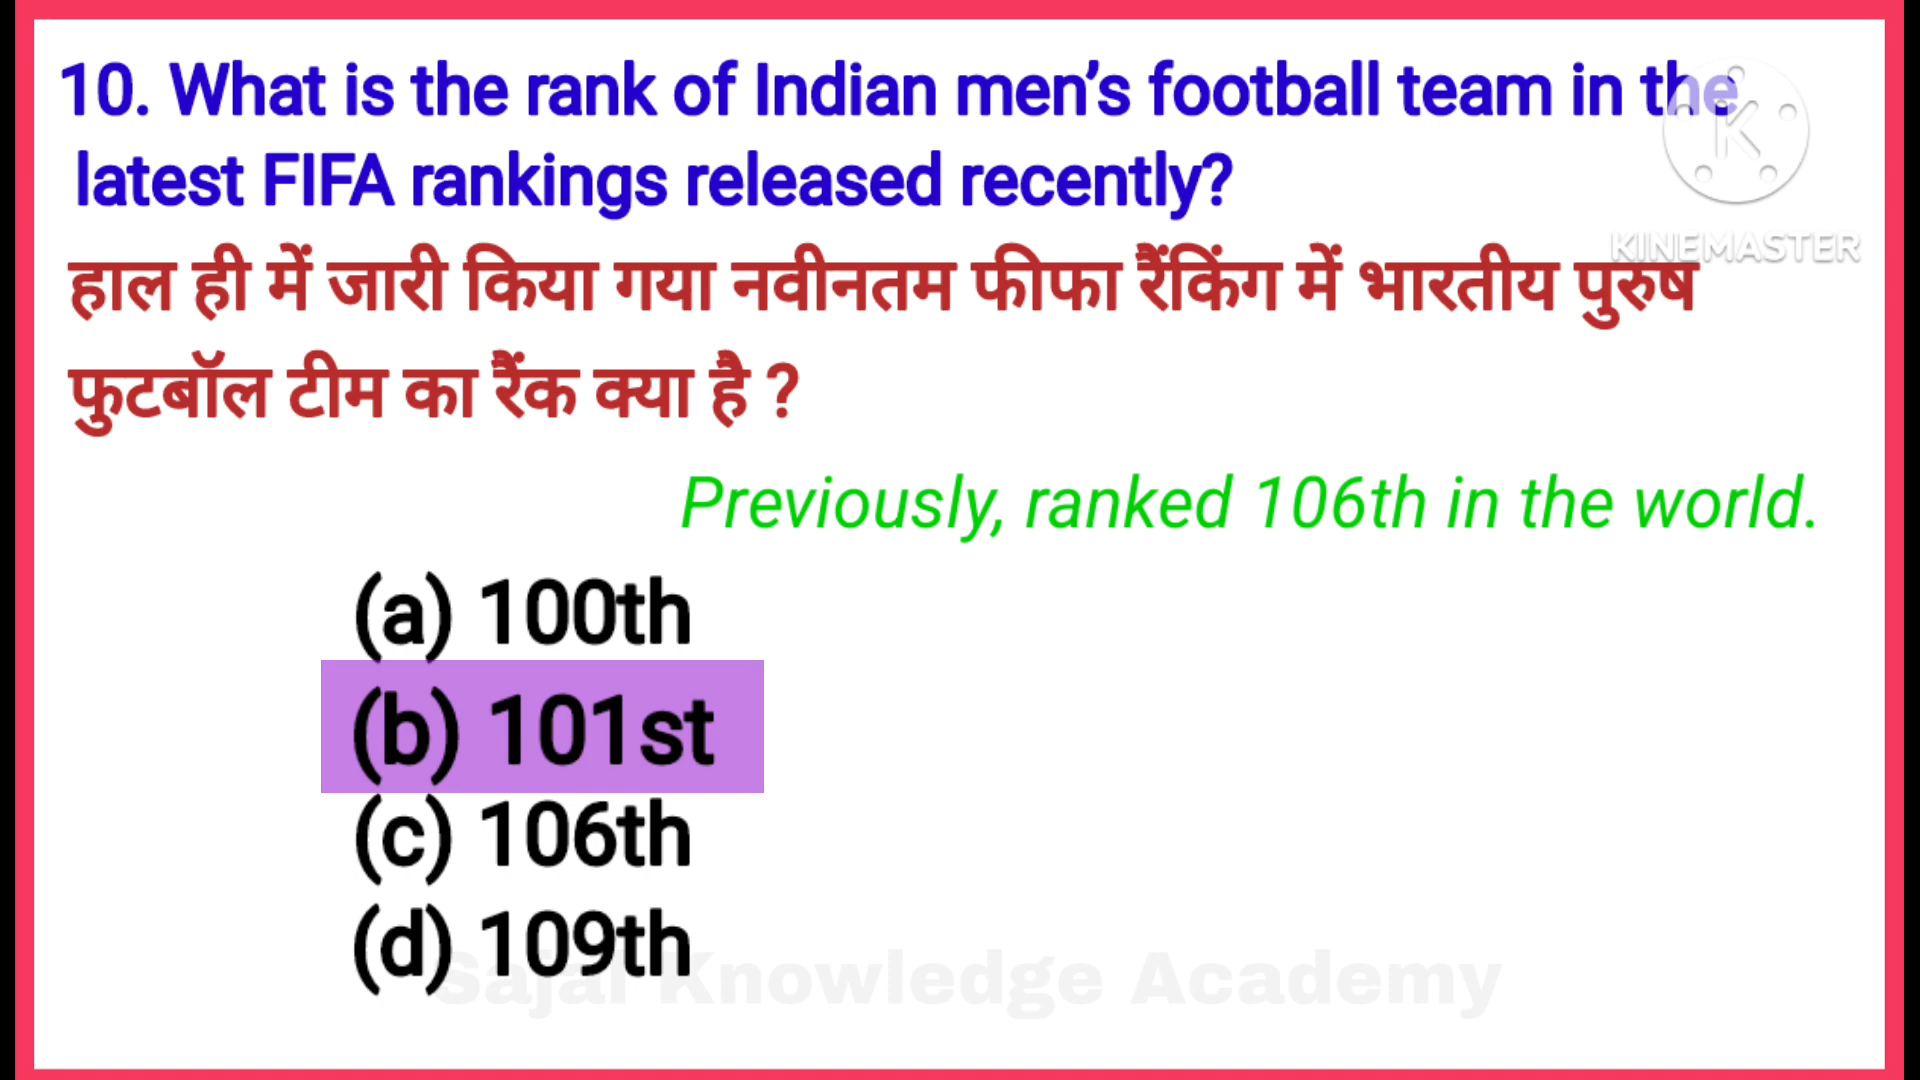 10. What is the rank of Indian men’s football team in the
latest FIFA rankings released recently?
KINEMASTER
हाल ही में जारी किया गया नवीनतम फीफा रैंकिंग में भारतीय पुरुष
फुटबॉल टीम का रैंक क्या है ?
Previously, ranked 106th in the world.
(a) 100th
(b) 101st
(c) 106th
(d) 109th
Sajal Knowledge Academy